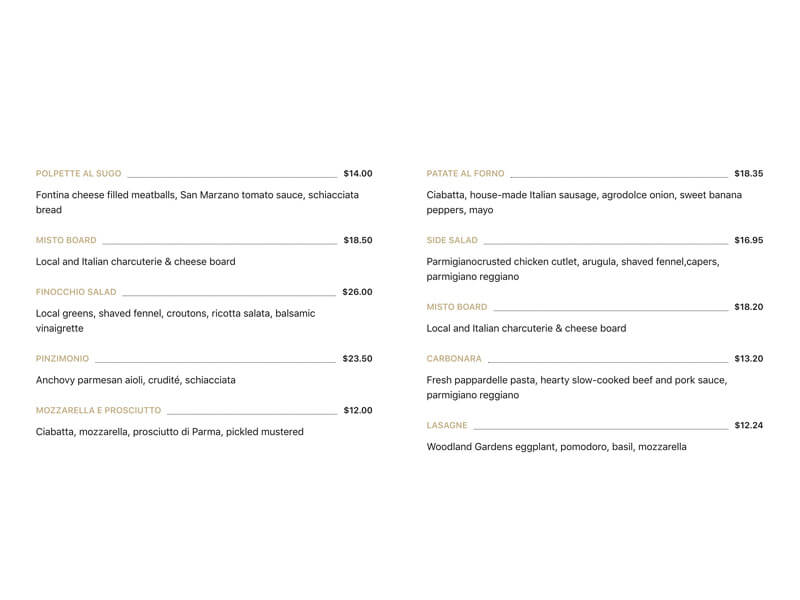 POLPETTE AL SUGO $14.00
Fontina cheese filled meatballs, San Marzano tomato sauce, schiacciata
bread
MISTO BOARD $18.50
Local and Italian charcuterie & cheese board
FINOCCHIO SALAD $26.00
Local greens, shaved fennel, croutons, ricotta salata, balsamic
vinaigrette
PINZIMONIO $23.50
Anchovy parmesan aioli, crudité, schiacciata
MOZZARELLA E PROSCIUTTO $12.00
Ciabatta, mozzarella, prosciutto di Parma, pickled mustered
PATATE AL FORNO $18.35
Ciabatta, house-made Italian sausage, agrodolce onion, sweet banana
peppers, mayo
SIDE SALAD $16.95
Parmigianocrusted chicken cutlet, arugula, shaved fennel,capers,
parmigiano reggiano
MISTO BOARD $18.20
Local and Italian charcuterie & cheese board
CARBONARA $13.20
Fresh pappardelle pasta, hearty slow-cooked beef and pork sauce,
parmigiano reggiano
LASAGNE $12.24
Woodland Gardens eggplant, pomodoro, basil, mozzarella